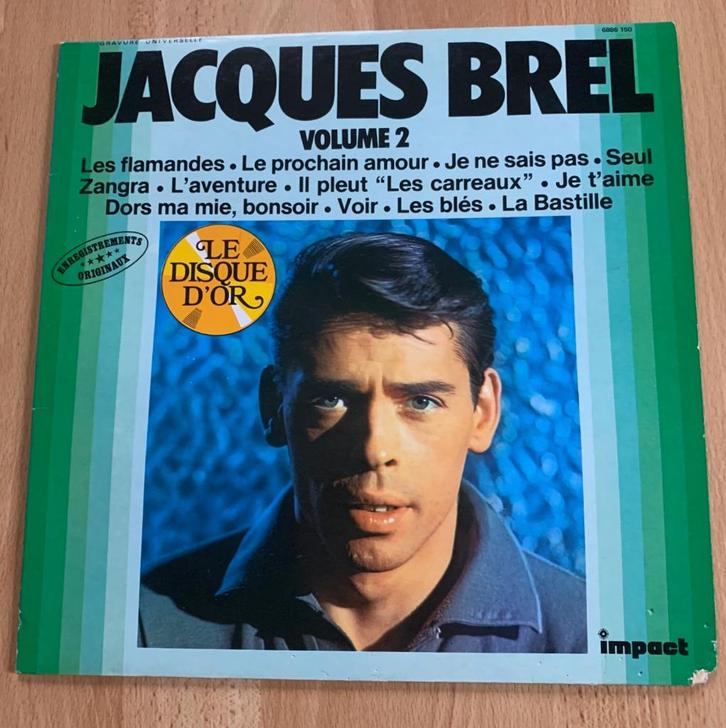 GRAVURE UNIVERSELLE
6886 150
JACQUES BREL
VOLUME 2
Les flamandes • Le prochain amour • Je ne sais pas • Seul
Zangra • L'aventure • Il pleut "Les carreaux" • Je t'aime
Dors ma mie, bonsoir • Voir • Les blés • La Bastille
ENREGISTREMENTS
ORIGINAUX
LE
DISQUE
D'OR
impact